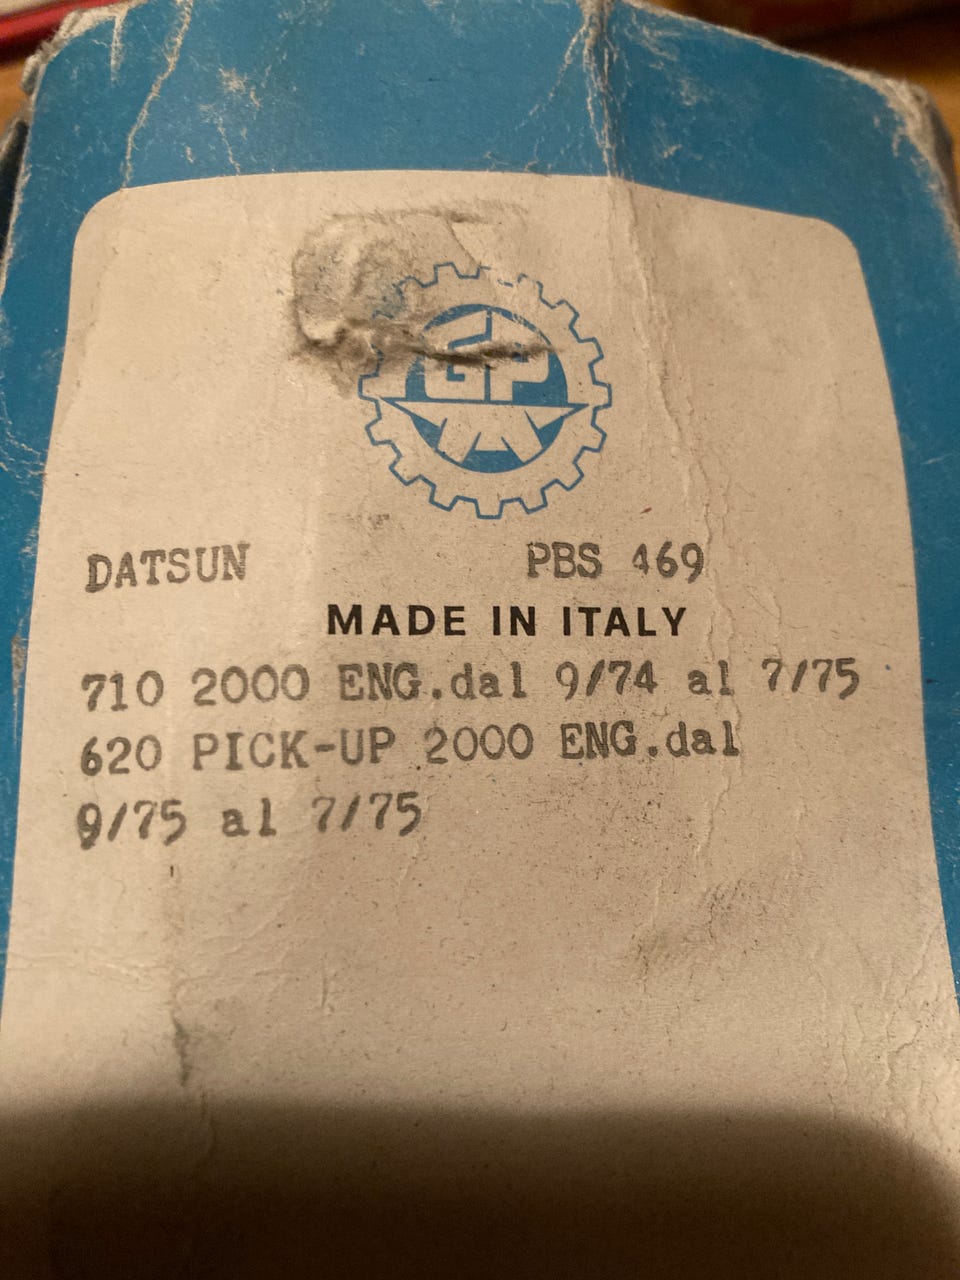 GP
DATSUN PBS 469
MADE IN ITALY
710 2000 ENG.dal 9/74 al 7/75
620 PICK-UP 2000 ENG.dal
9/75 al 7/75